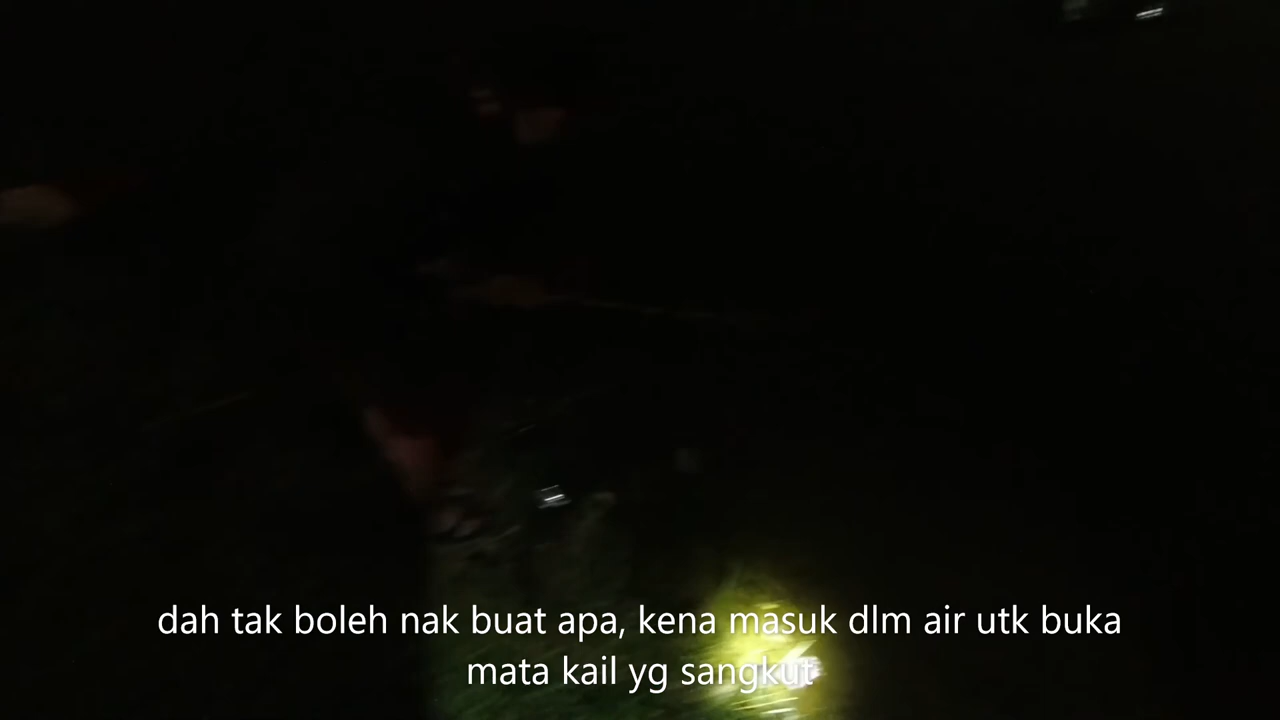 dah tak boleh nak buat apa, kena masuk dlm air utk buka
mata kail yg sangkut